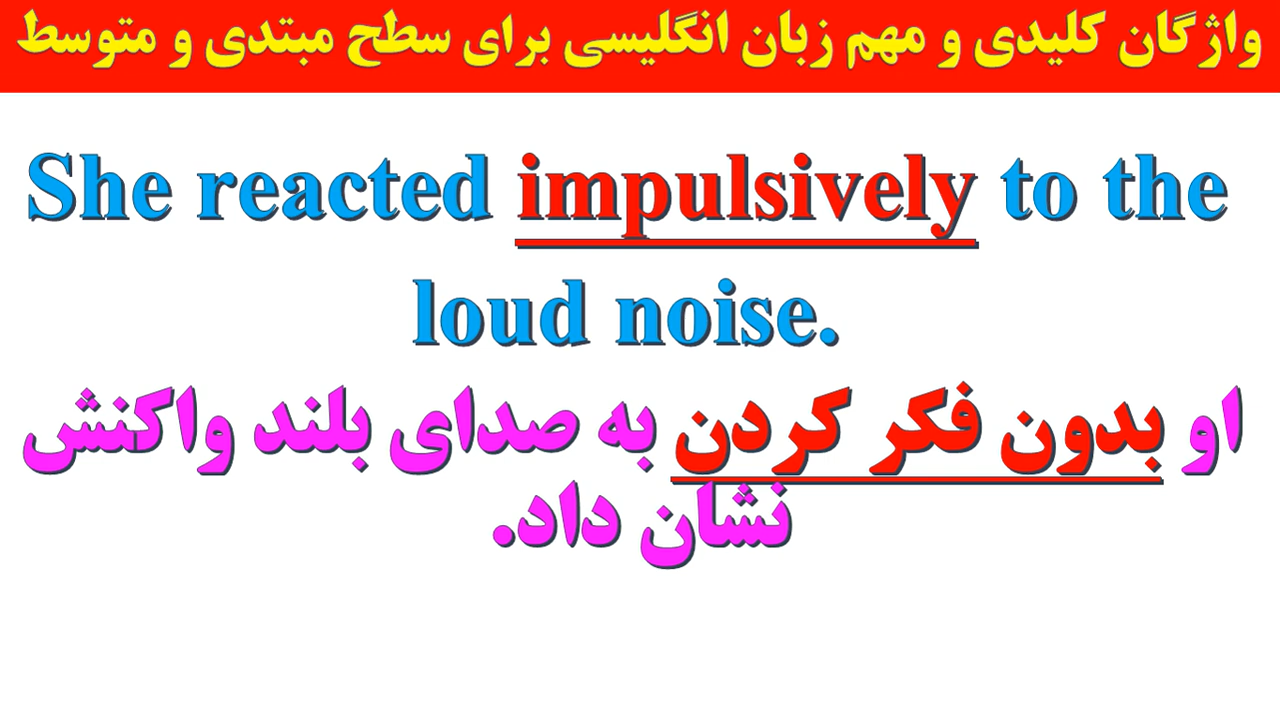 واژگان کلیدی و مهم زبان انگلیسی برای سطح مبتدی و متوسط
She reacted impulsively to the
loud noise.
او بدون فکر کردن به صدای بلند واکنش
نشان داد.